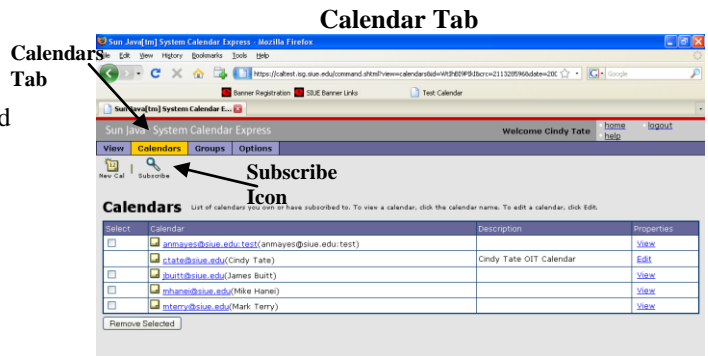 Calendar Tab
Calendars
Tab
d
Sun Java[tm] System Calendar Express - Mozilla Firefox
File Edit View History Bookmarks Tools Help
Google
Banner Registration SIUE Banner Links Test Calendar
Sun Java[tm] System Calendar E...
Sun Java System Calendar Express
Welcome Cindy Tate
home
logout
help
View Calendars Groups Options
New Cal
Subscribe
Subscribe
Icon
Calendars List of calendars you own or have subscribed to. To view a calendar, click the calendar name. To edit a calendar, click Edit.
Select Calendar Description Properties
anmayes@siue.edu:test(anmayes@siue.edu:test) View
ctate@siue.edu(Cindy Tate) Cindy Tate OIT Calendar Edit
jbuitt@siue.edu(James Buitt) View
mhanei@siue.edu(Mike Hanei) View
mterry@siue.edu(Mark Terry) View
Remove Selected